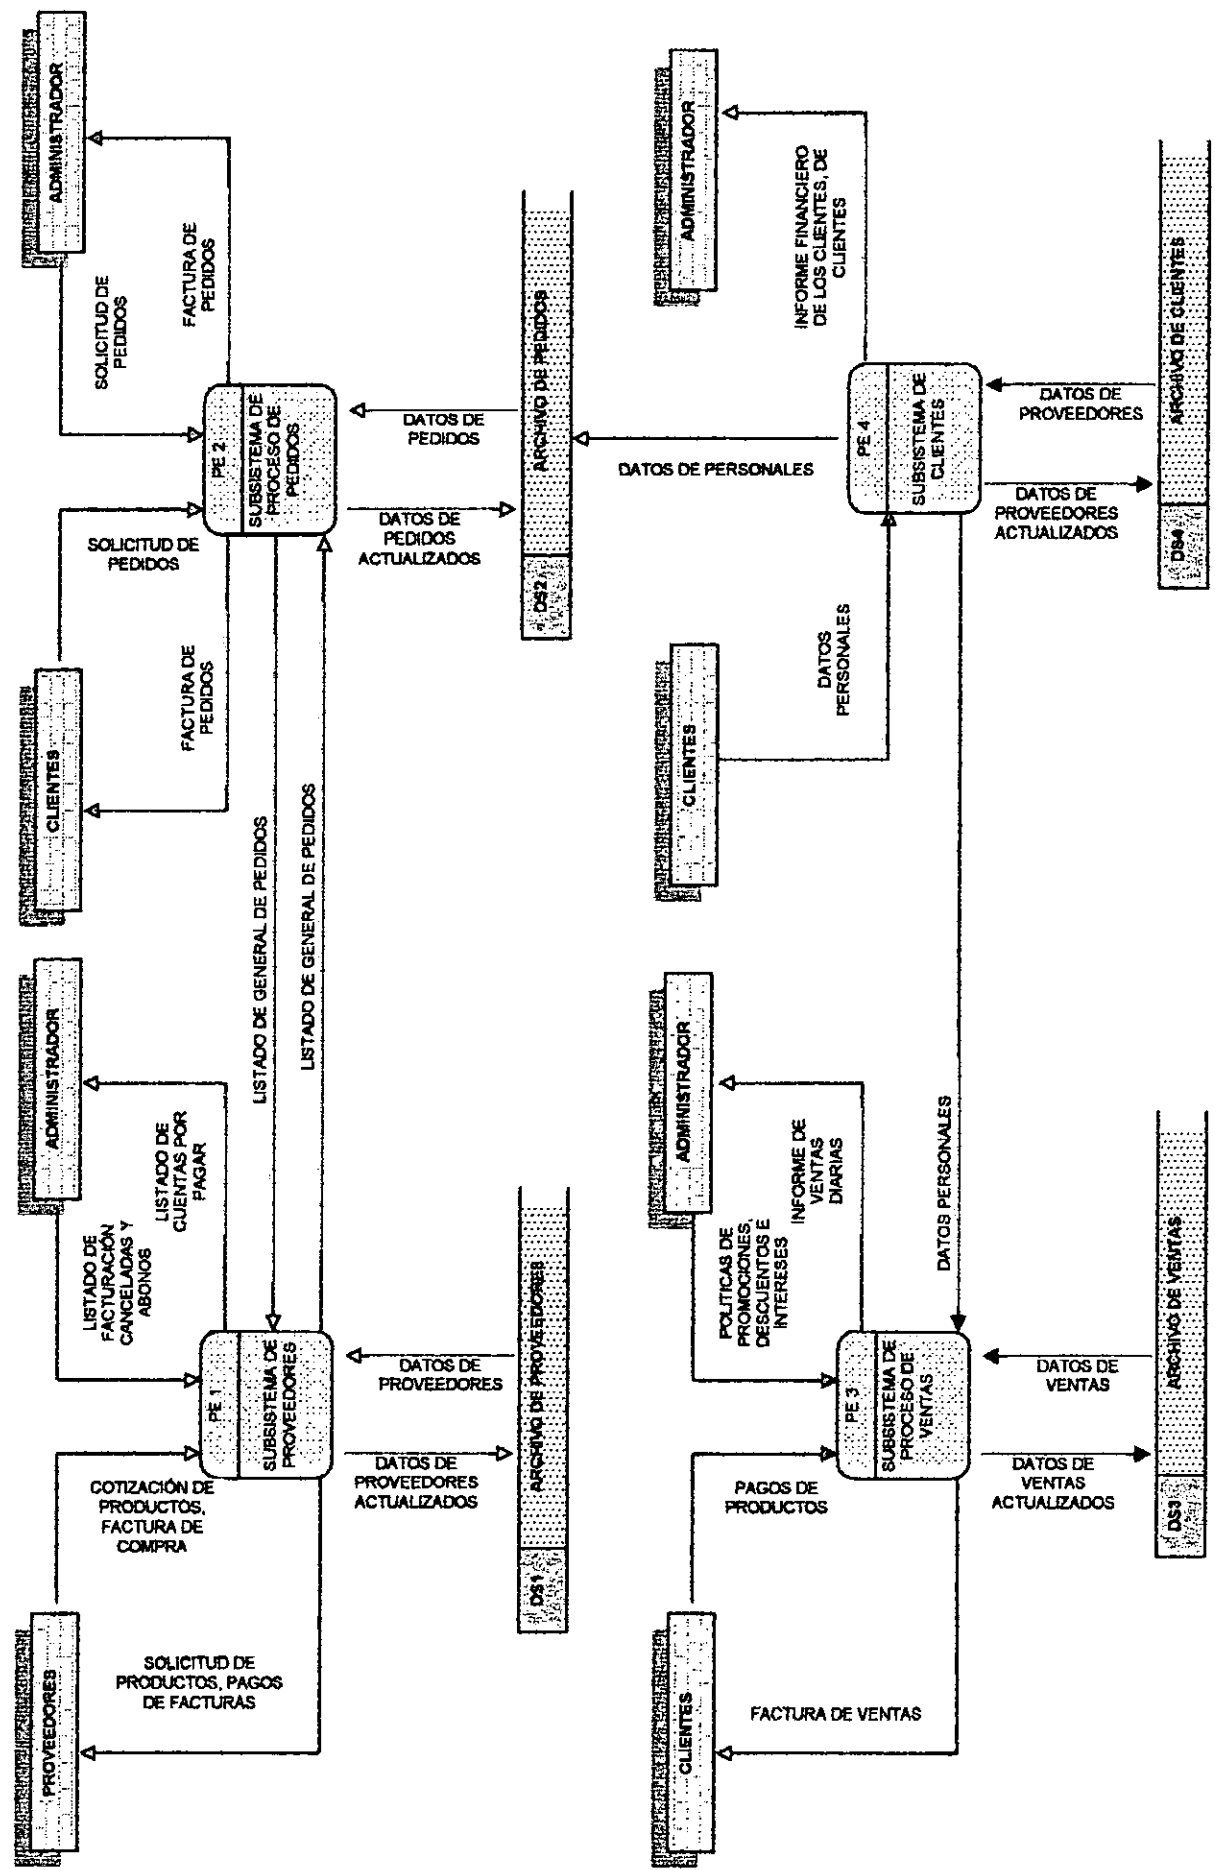 PROVEEDORES
COTIZACIÓN DE
PRODUCTOS,
FACTURA DE
COMPRA
SOLICITUD DE
PRODUCTOS, PAGOS
DE FACTURAS
PE 1
SUBSISTEMA DE
PROVEEDORES
ADMINISTRADOR
LISTADO DE
FACTURACIÓN
CANCELADAS Y
ABONOS
LISTADO DE
CUENTAS POR
PAGAR
DATOS DE
PROVEEDORES
DATOS DE
PROVEEDORES
ACTUALIZADOS
DS1
ARCHIVO DE PROVEEDORES
LISTADO DE GENERAL DE PEDIDOS
LISTADO DE GENERAL DE PEDIDOS
CLIENTES
SOLICITUD DE
PEDIDOS
FACTURA DE
PEDIDOS
PE 2
SUBSISTEMA DE
PROCESO DE
PEDIDOS
ADMINISTRADOR
SOLICITUD DE
PEDIDOS
FACTURA DE
PEDIDOS
DATOS DE
PEDIDOS
DATOS DE
PEDIDOS
ACTUALIZADOS
DS2
ARCHIVO DE PEDIDOS
CLIENTES
PAGOS DE
PRODUCTOS
FACTURA DE VENTAS
PE 3
SUBSISTEMA DE
PROCESO DE
VENTAS
ADMINISTRADOR
POLITICAS DE
PROMOCIONES,
DESCUENTOS E
INTERESES
INFORME DE
VENTAS
DIARIAS
DATOS DE
VENTAS
DATOS DE
VENTAS
ACTUALIZADOS
DS3
ARCHIVO DE VENTAS
DATOS PERSONALES
CLIENTES
DATOS
PERSONALES
PE 4
SUBSISTEMA DE
CLIENTES
DATOS DE PERSONALES
ADMINISTRADOR
INFORME FINANCIERO
DE LOS CLIENTES, DE
CLIENTES
DATOS DE
PROVEEDORES
DATOS DE
PROVEEDORES
ACTUALIZADOS
DS4
ARCHIVO DE CLIENTES